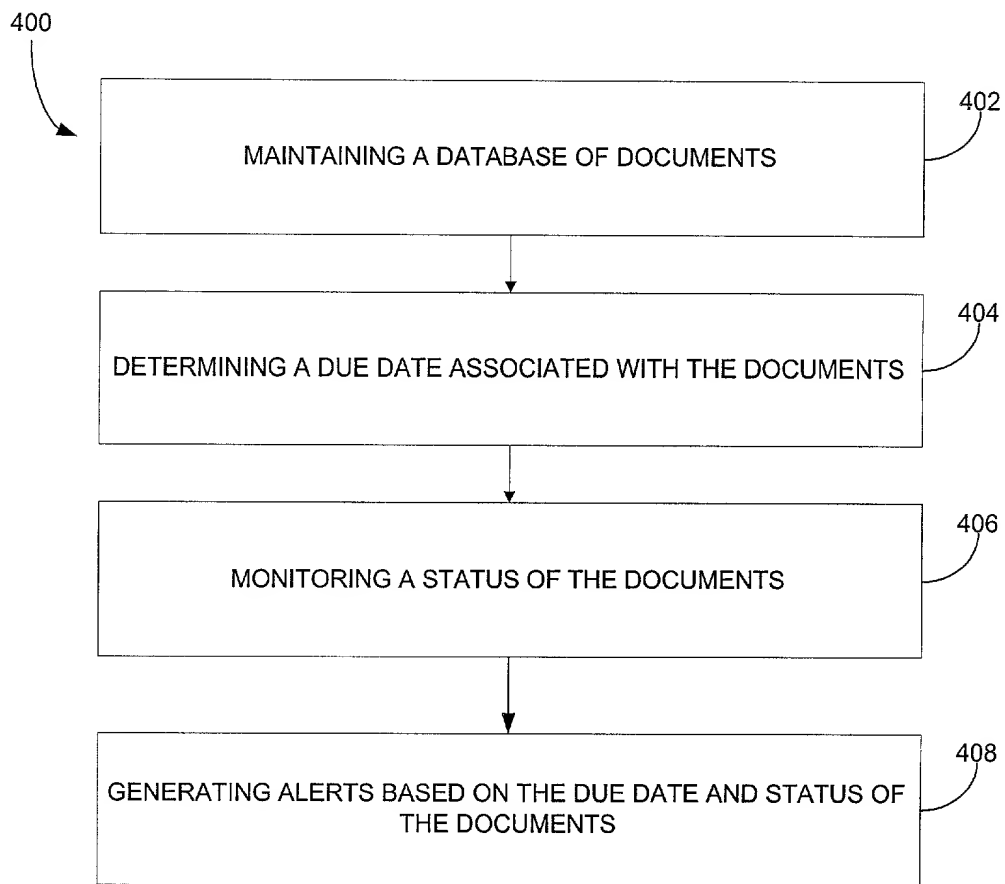 400
402
MAINTAINING A DATABASE OF DOCUMENTS
404
DETERMINING A DUE DATE ASSOCIATED WITH THE DOCUMENTS
406
MONITORING A STATUS OF THE DOCUMENTS
408
GENERATING ALERTS BASED ON THE DUE DATE AND STATUS OF
THE DOCUMENTS